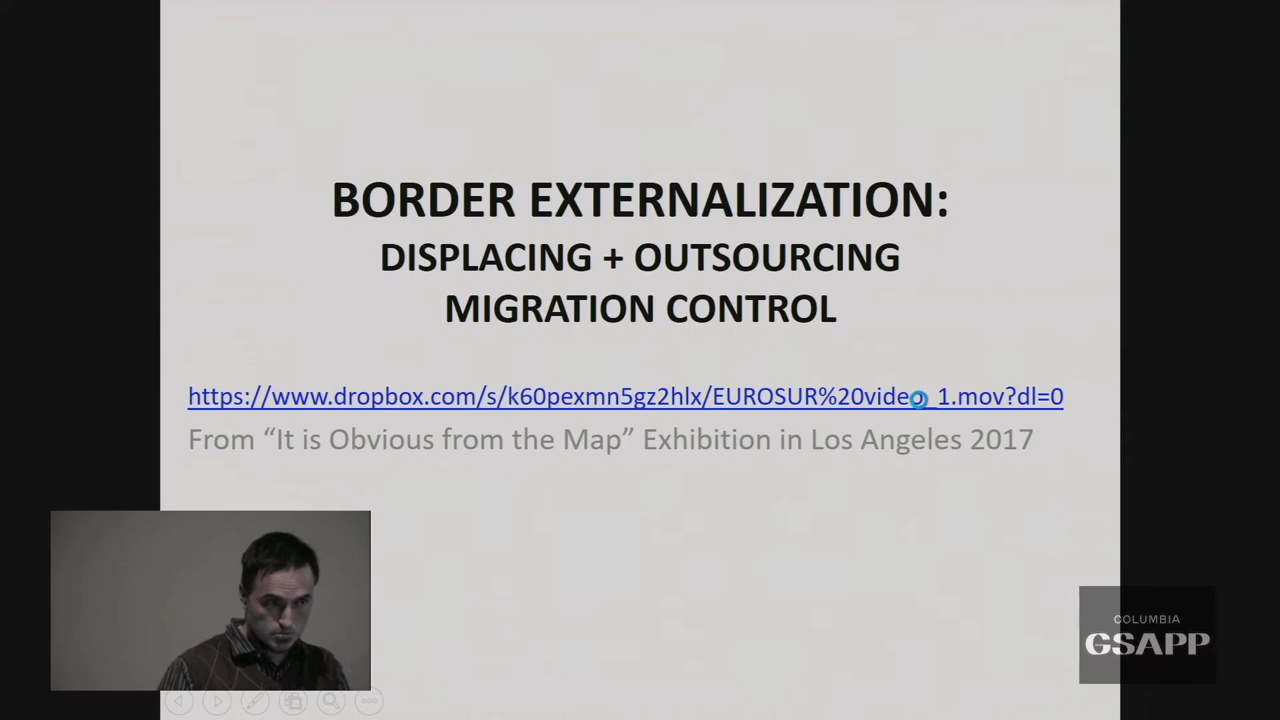 BORDER EXTERNALIZATION:
DISPLACING + OUTSOURCING
MIGRATION CONTROL
https://www.dropbox.com/s/k60pexmn5gz2hlx/EUROSUR%20video_1.mov?dl=0
From “It is Obvious from the Map” Exhibition in Los Angeles 2017
COLUMBIA
GSAPP